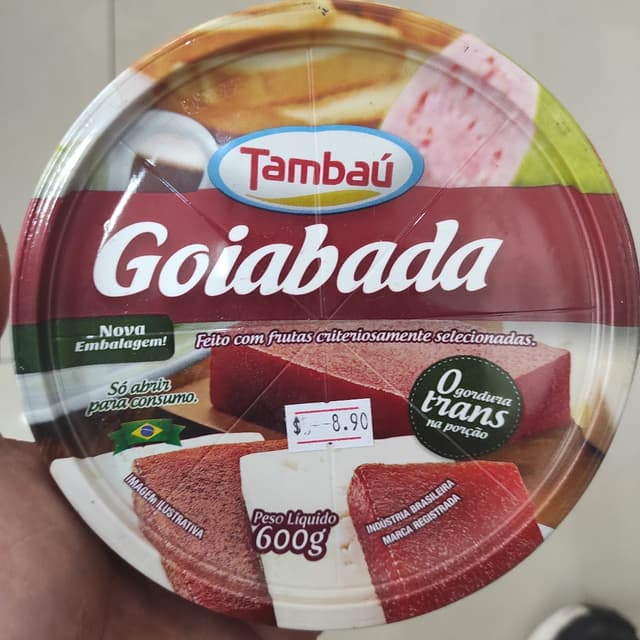 Tambaú
Goiabada
Nova
Embalagem!
Feito com frutas criteriosamente selecionadas.
Só abrir
para consumo.
0 gordura
trans
na porção
$---8.90
IMAGEM ILUSTRATIVA
Peso Líquido
600g
INDÚSTRIA BRASILEIRA
MARCA REGISTRADA